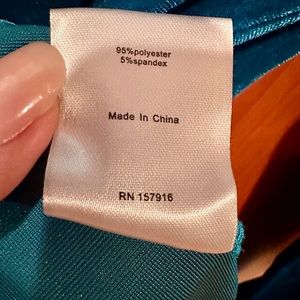 95%polyester
5%spandex
Made In China
RN 157916